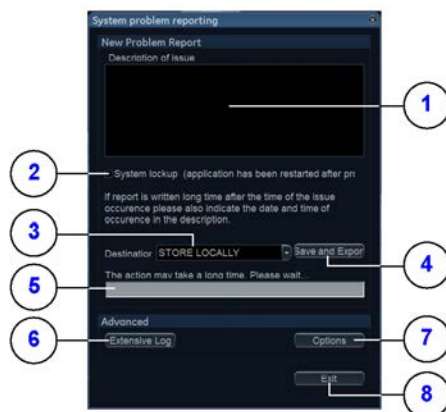 System problem reporting
New Problem Report
Description of issue
1
2
System lockup (application has been restarted after pr
If report is written long time after the time of the issue
occurence please also indicate the date and time of
occurence in the description.
3
Destination STORE LOCALLY Save and Export
4
The action may take a long time. Please wait...
5
Advanced
6
Extensive Log Options
7
Exit
8